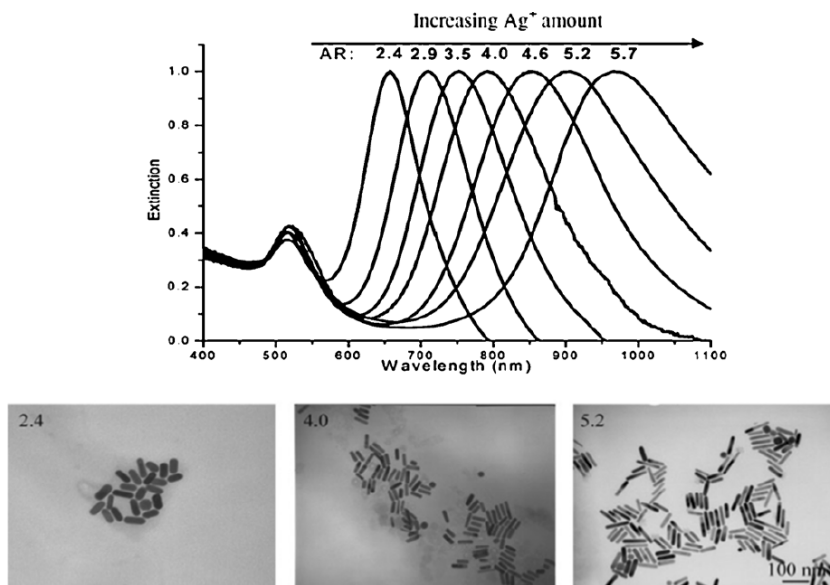 Increasing Ag⁺ amount
AR: 2.4 2.9 3.5 4.0 4.6 5.2 5.7
1.0
0.8
0.6
0.4
0.2
0.0
Extinction
400 500 600 700 800 900 1000 1100
Wavelength (nm)
2.4
4.0
5.2
100 nm